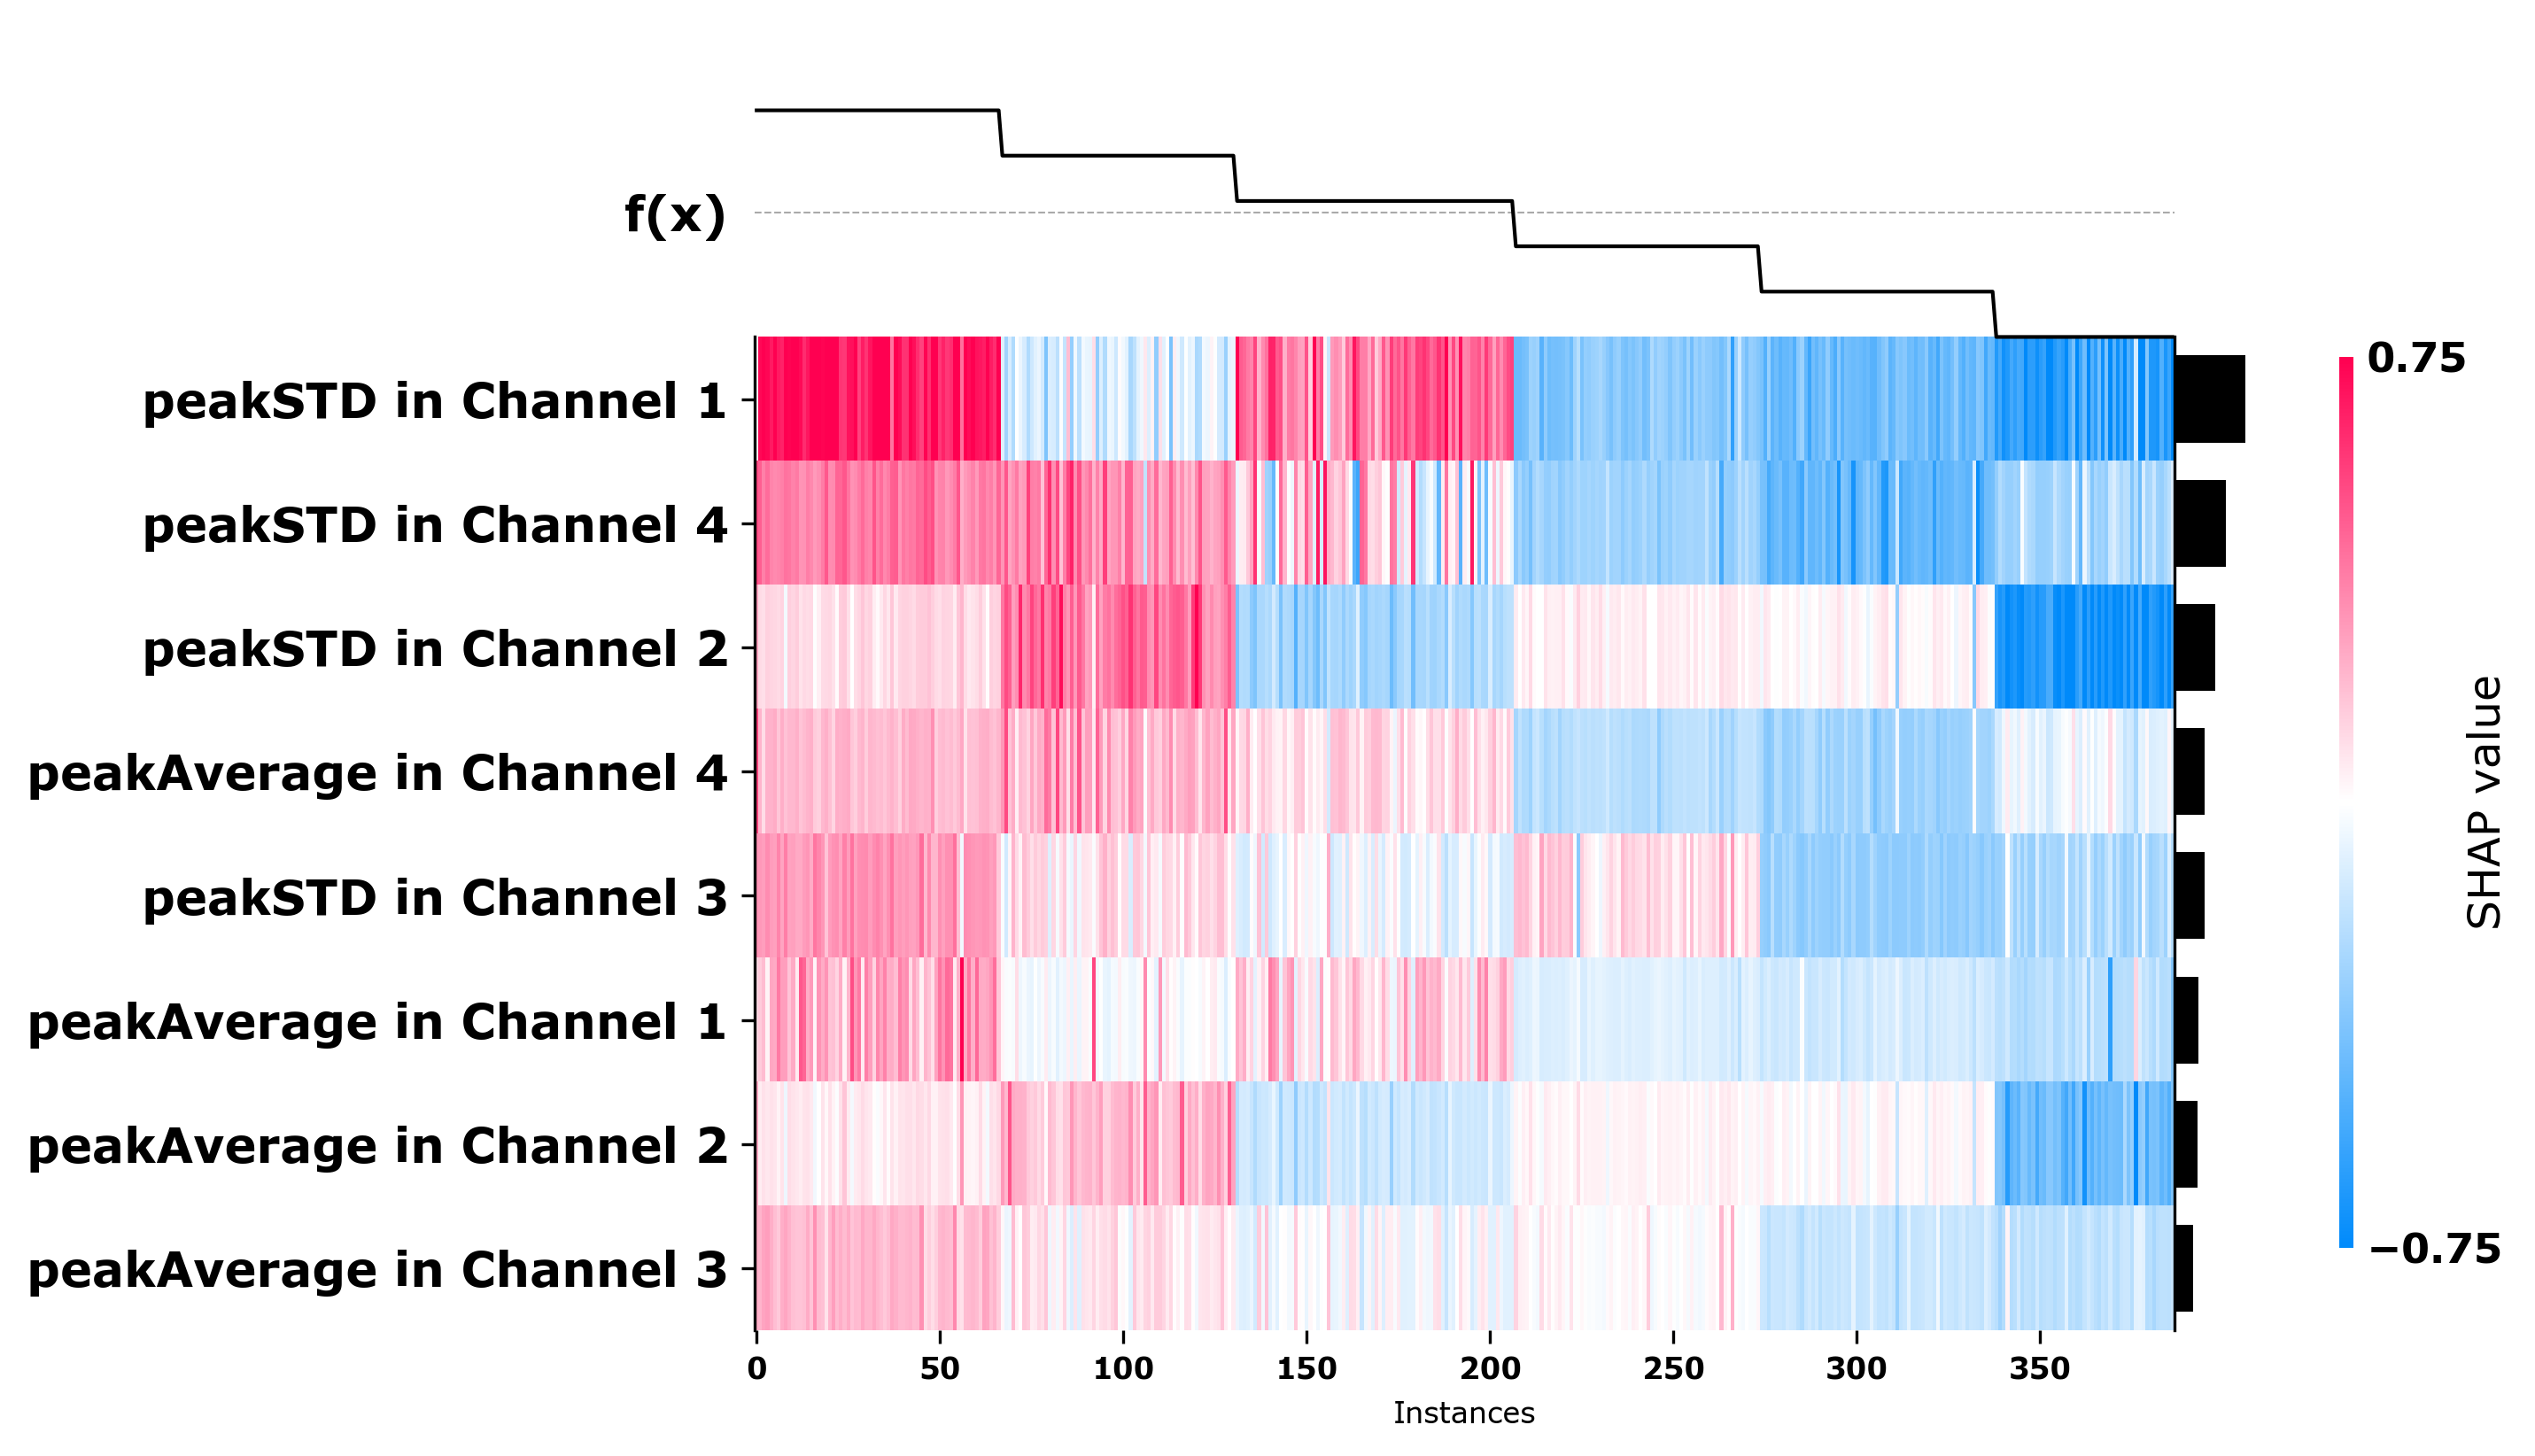 f(x)
peakSTD in Channel 1
peakSTD in Channel 4
peakSTD in Channel 2
peakAverage in Channel 4
peakSTD in Channel 3
peakAverage in Channel 1
peakAverage in Channel 2
peakAverage in Channel 3
0 50 100 150 200 250 300 350
Instances
0.75
SHAP value
−0.75